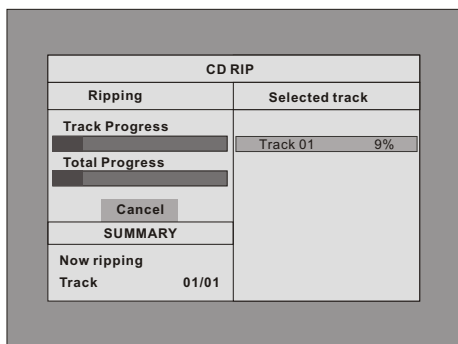 CD RIP
Ripping
Selected track
Track Progress
Total Progress
Track 01 9%
Cancel
SUMMARY
Now ripping
Track 01/01